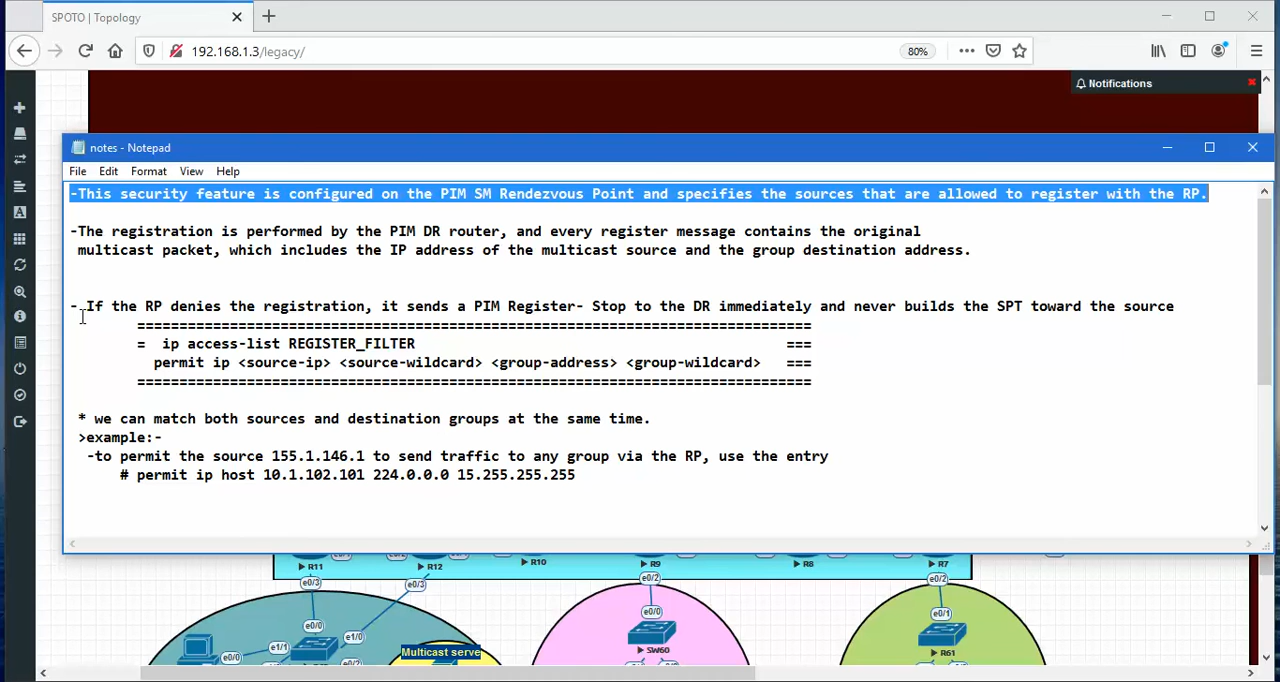 SPOTO | Topology
192.168.1.3/legacy/
80%
Notifications
notes - Notepad
File Edit Format View Help
-This security feature is configured on the PIM SM Rendezvous Point and specifies the sources that are allowed to register with the RP.
-The registration is performed by the PIM DR router, and every register message contains the original
multicast packet, which includes the IP address of the multicast source and the group destination address.
- If the RP denies the registration, it sends a PIM Register- Stop to the DR immediately and never builds the SPT toward the source
================================================================================
= ip access-list REGISTER_FILTER ===
permit ip <source-ip> <source-wildcard> <group-address> <group-wildcard> ===
================================================================================
* we can match both sources and destination groups at the same time.
>example:-
-to permit the source 155.1.146.1 to send traffic to any group via the RP, use the entry
# permit ip host 10.1.102.101 224.0.0.0 15.255.255.255
R11 R12 R10 R9 R8 R7
e0/3 e0/3 e0/2 e0/2
e0/0 e0/0 e0/1
e1/0
e1/1
e0/0
Multicast serve
SW60
R61